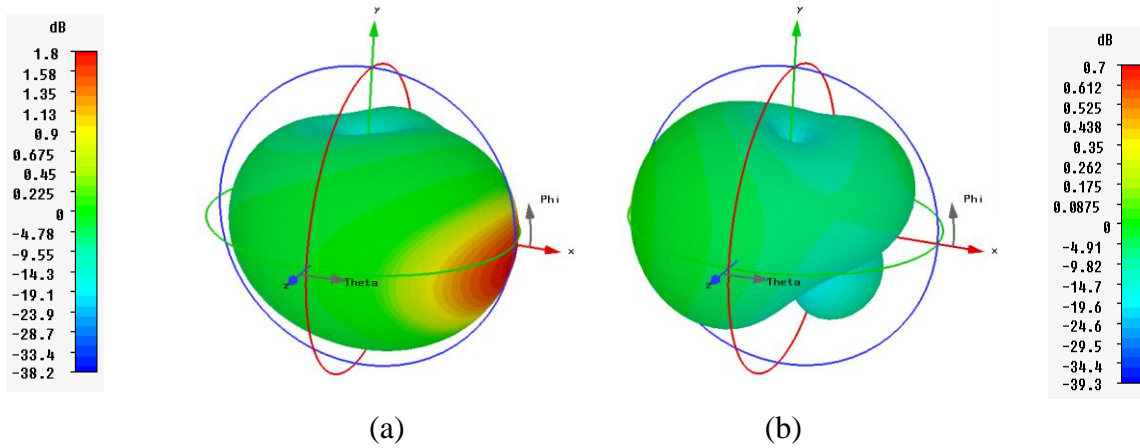 dB
1.8
1.58
1.35
1.13
0.9
0.675
0.45
0.225
0
-4.78
-9.55
-14.3
-19.1
-23.9
-28.7
-33.4
-38.2
y
Phi
x
z
Theta
(a)
y
Phi
x
z
Theta
(b)
dB
0.7
0.612
0.525
0.438
0.35
0.262
0.175
0.0875
0
-4.91
-9.82
-14.7
-24.6
-29.5
-34.4
-39.3